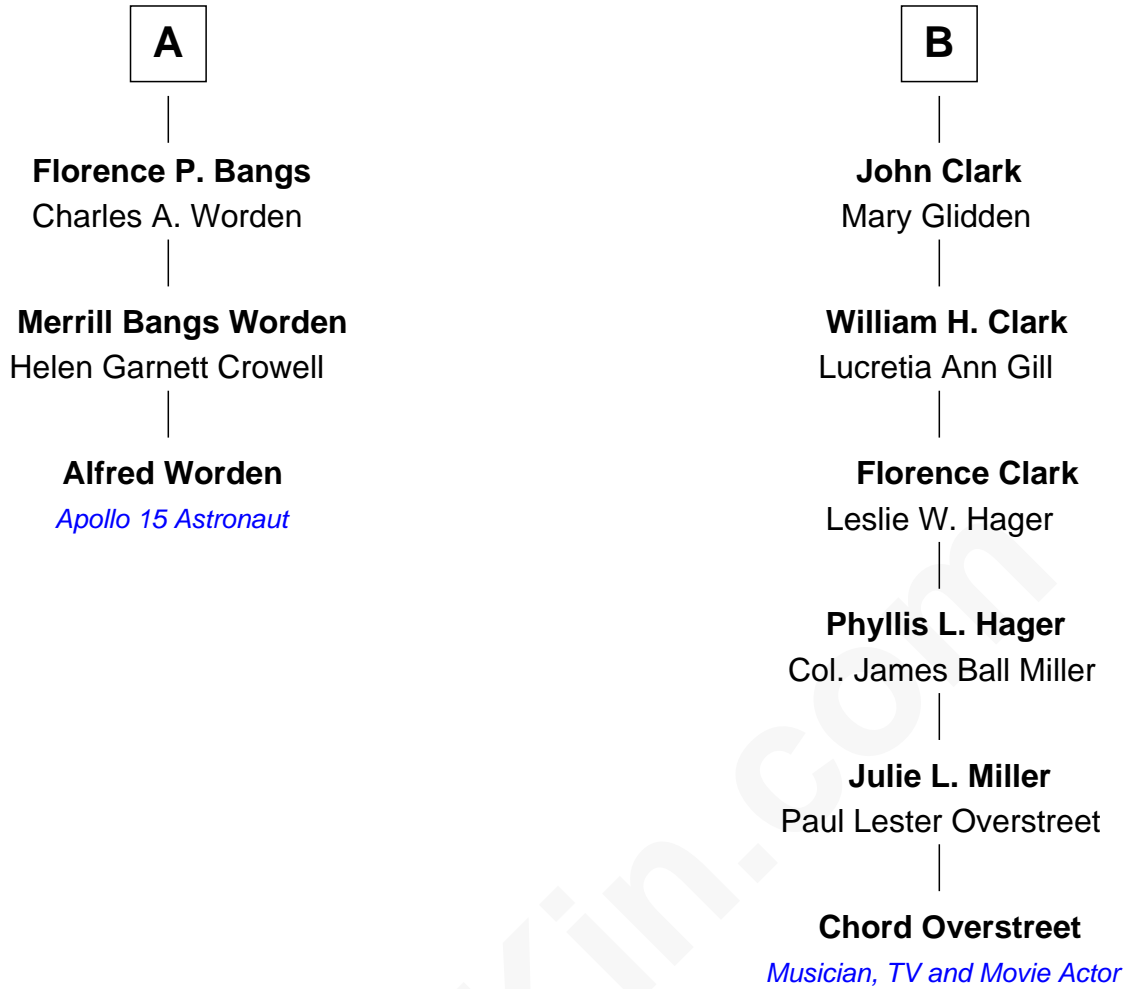 A
Florence P. Bangs
Charles A. Worden
Merrill Bangs Worden
Helen Garnett Crowell
Alfred Worden
Apollo 15 Astronaut
B
John Clark
Mary Glidden
William H. Clark
Lucretia Ann Gill
Florence Clark
Leslie W. Hager
Phyllis L. Hager
Col. James Ball Miller
Julie L. Miller
Paul Lester Overstreet
Chord Overstreet
Musician, TV and Movie Actor
Kin.com